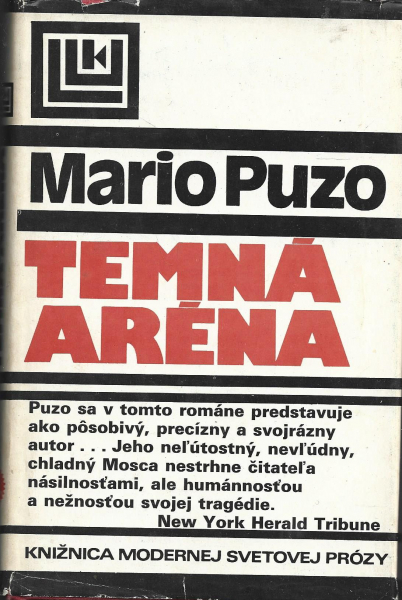 Mario Puzo
TEMNÁ
ARÉNA
Puzo sa v tomto románe predstavuje
ako pôsobivý, precízny a svojrázny
autor . . . Jeho neľútostný, nevľúdny,
chladný Mosca nestrhne čitateľa
násilnosťami, ale humánnosťou
a nežnosťou svojej tragédie.
New York Herald Tribune
KNIŽNICA MODERNEJ SVETOVEJ PRÓZY